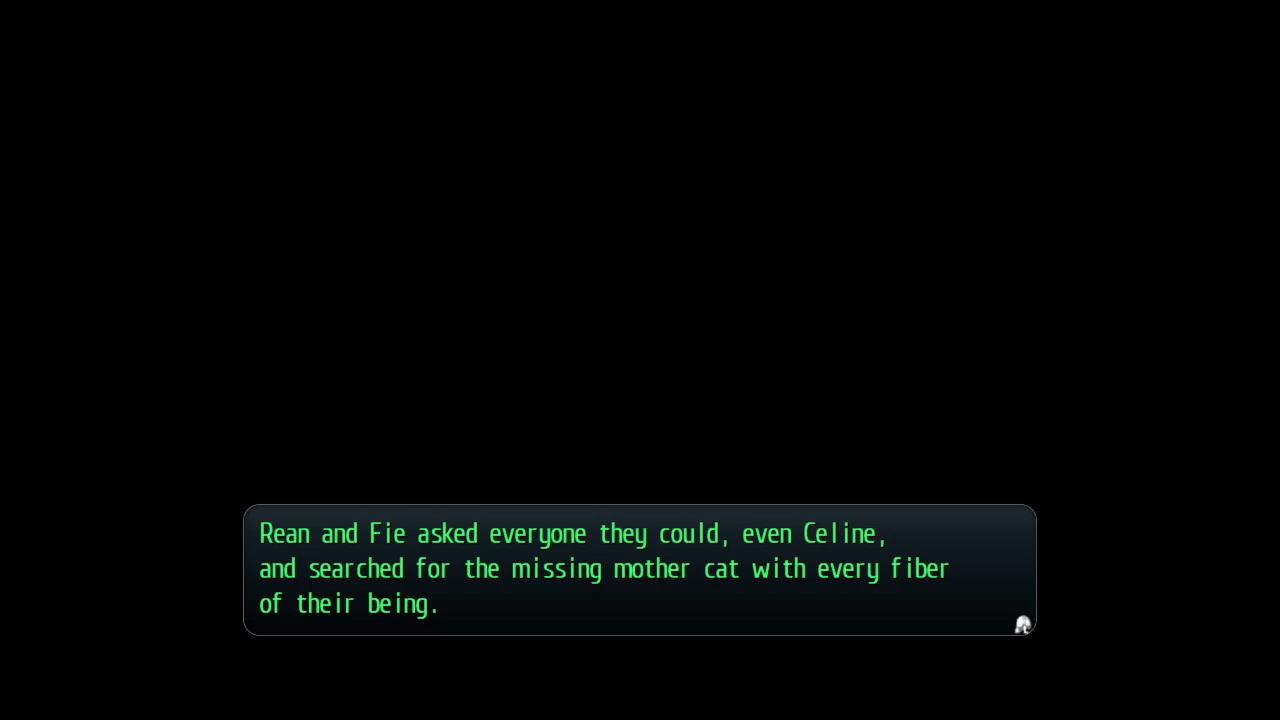 Rean and Fie asked everyone they could, even Celine,
and searched for the missing mother cat with every fiber
of their being.